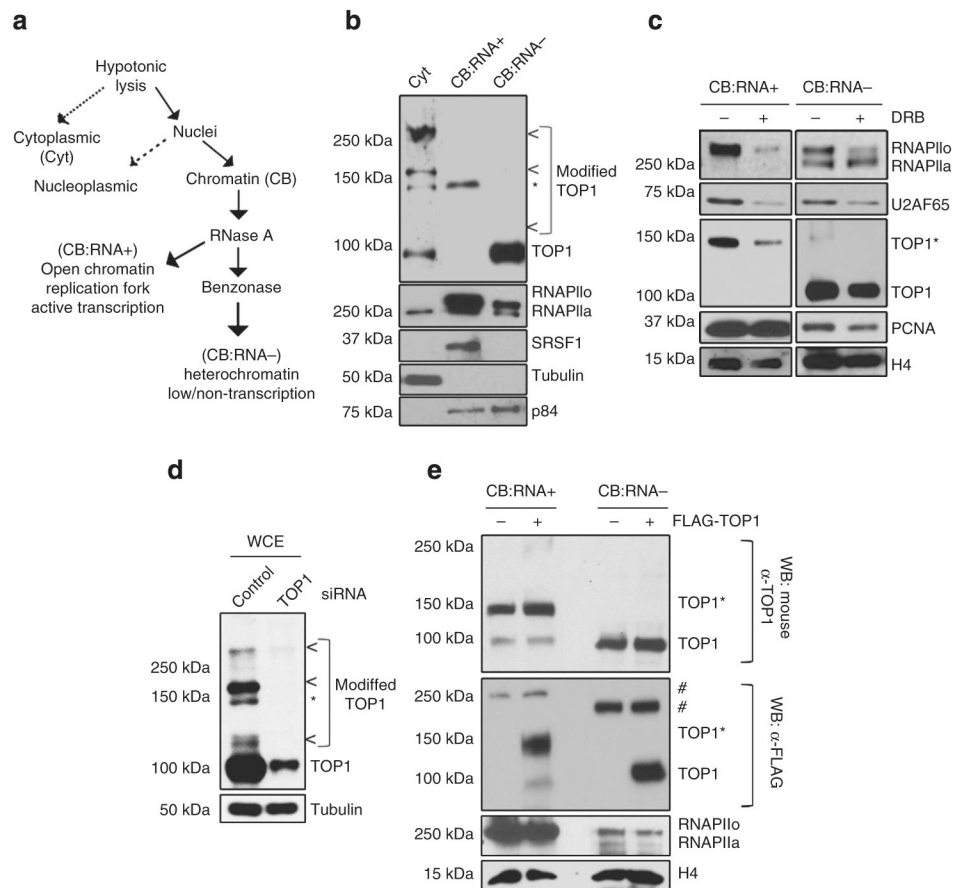 a
Hypotonic
lysis
Cytoplasmic
(Cyt)
Nuclei
Nucleoplasmic
Chromatin (CB)
RNase A
(CB:RNA+)
Open chromatin
replication fork
active transcription
Benzonase
(CB:RNA–)
heterochromatin
low/non-transcription
b
Cyt
CB:RNA+
CB:RNA–
250 kDa
150 kDa
100 kDa
<
<
*
<
Modified
TOP1
TOP1
250 kDa
RNAPIIo
RNAPIIa
37 kDa
SRSF1
50 kDa
Tubulin
75 kDa
p84
c
CB:RNA+ CB:RNA–
– + – + DRB
250 kDa
RNAPIIo
RNAPIIa
75 kDa
U2AF65
150 kDa
TOP1*
100 kDa
TOP1
37 kDa
PCNA
15 kDa
H4
d
WCE
Control
TOP1
siRNA
250 kDa
150 kDa
100 kDa
<
<
*
<
Modiffed
TOP1
TOP1
50 kDa
Tubulin
e
CB:RNA+ CB:RNA–
– + – + FLAG-TOP1
250 kDa
150 kDa
TOP1*
100 kDa
TOP1
WB: mouse
α-TOP1
250 kDa
#
#
150 kDa
TOP1*
100 kDa
TOP1
WB: α-FLAG
250 kDa
RNAPIIo
RNAPIIa
15 kDa
H4